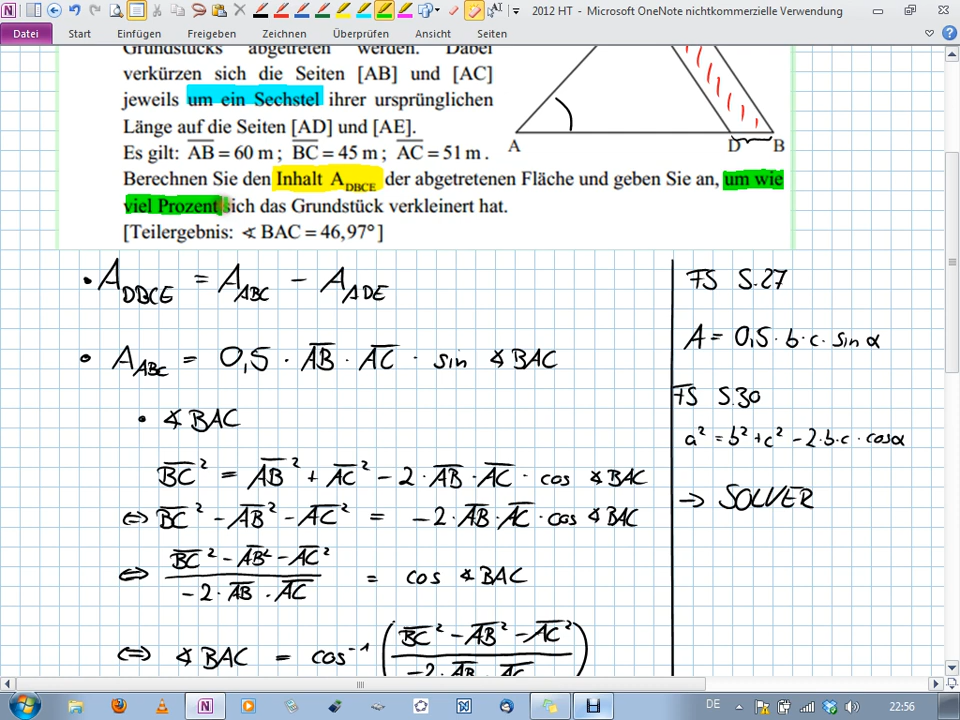 2012 HT - Microsoft OneNote nichtkommerzielle Verwendung
Datei Start Einfügen Freigeben Zeichnen Überprüfen Ansicht Seiten
Grundstücks abgetreten werden. Dabei
verkürzen sich die Seiten [AB] und [AC]
jeweils um ein Sechstel ihrer ursprünglichen
Länge auf die Seiten [AD] und [AE].
A D B
Es gilt: AB = 60 m ; BC = 45 m ; AC = 51 m .
Berechnen Sie den Inhalt A_DBCE der abgetretenen Fläche und geben Sie an, um wie
viel Prozent sich das Grundstück verkleinert hat.
[Teilergebnis: ∢ BAC = 46,97° ]
• A_DBCE = A_ABC − A_ADE
• A_ABC = 0,5 · AB · AC · sin ∢ BAC
• ∢ BAC
BC² = AB² + AC² − 2 · AB · AC · cos ∢ BAC
⇔ BC² − AB² − AC² = −2 · AB · AC · cos ∢ BAC
⇔ BC² − AB² − AC² / −2 · AB · AC = cos ∢ BAC
⇔ ∢ BAC = cos⁻¹ ( BC² − AB² − AC² / −2 · AB · AC )
FS S.27
A = 0,5 · b · c · sin α
FS S.30
a² = b² + c² − 2 · b · c · cos α
→ SOLVER
DE 22:56